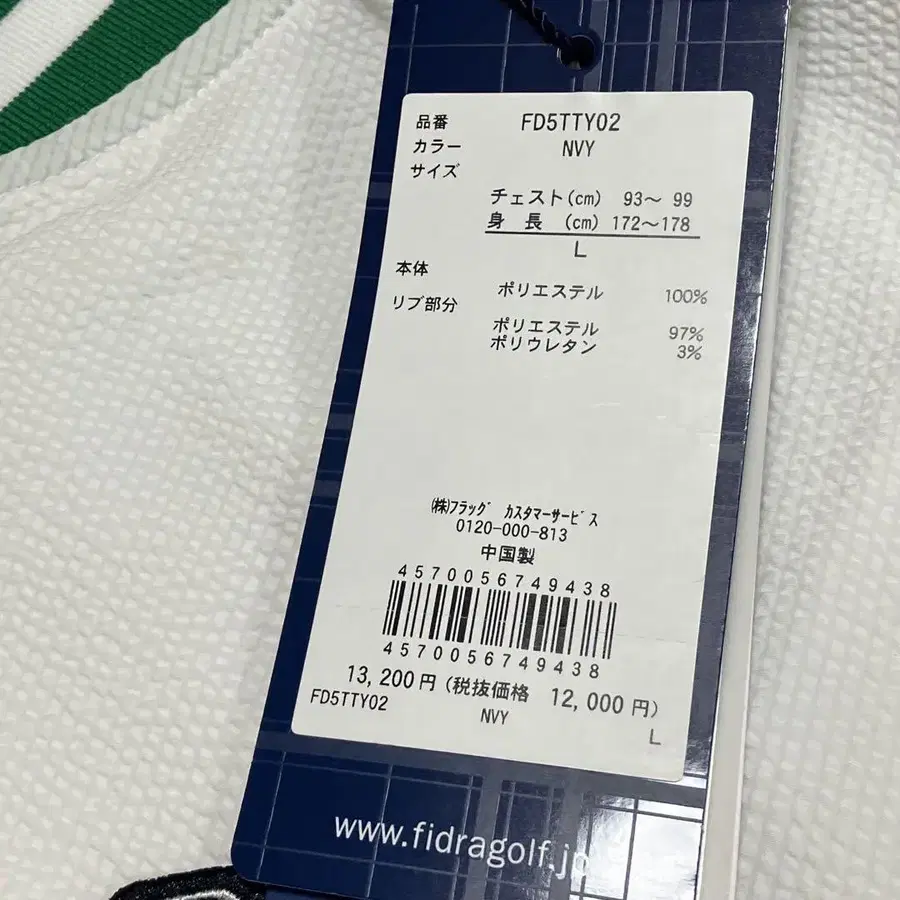 品番 FD5TTY02
カラー NVY
サイズ
チェスト(cm) 93～ 99
身 長 (cm) 172～178
L
本体
ポリエステル 100%
リブ部分
ポリエステル 97%
ポリウレタン 3%
(株)フラッグ カスタマーサービス
0120-000-813
中国製
4570056749438
4570056749438
13,200円 (税抜価格 12,000円)
FD5TTY02 NVY L
www.fidragolf.jp